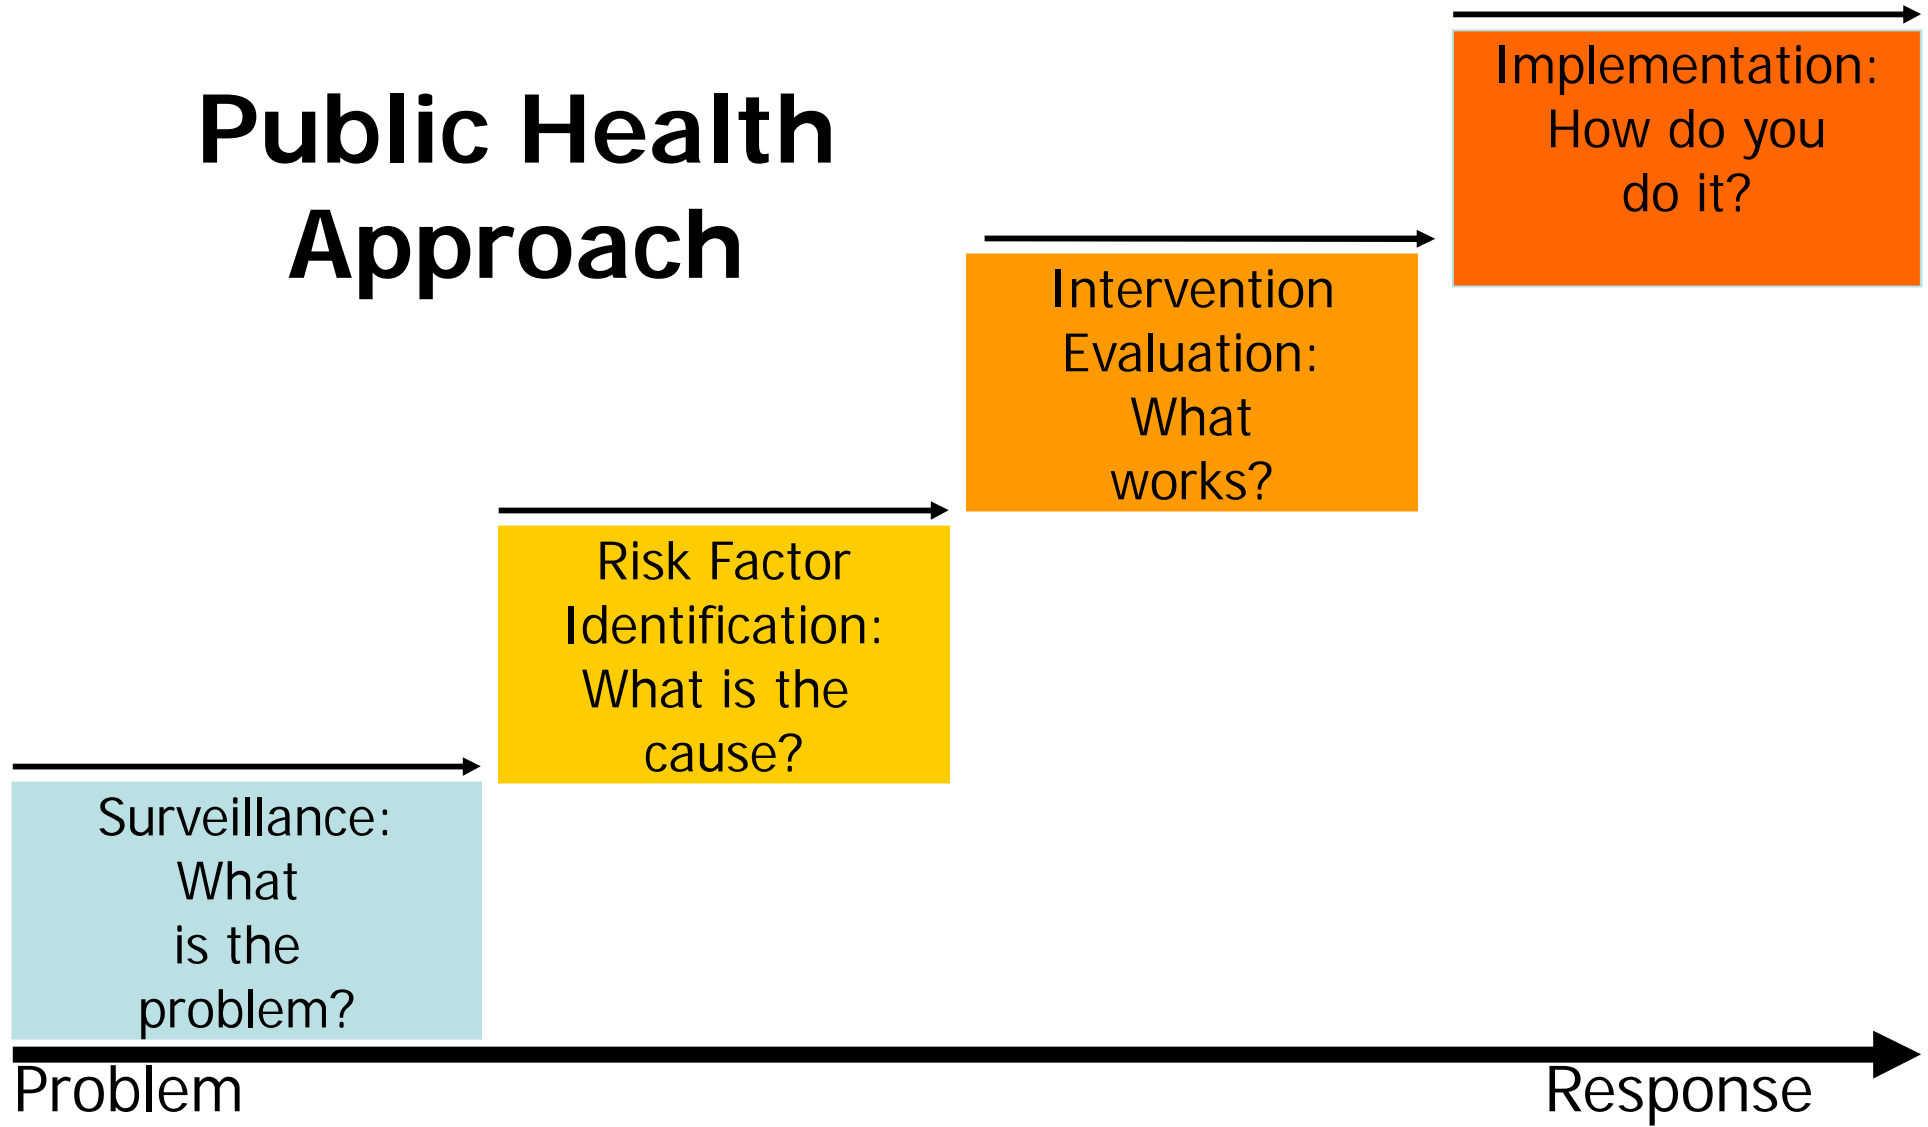 Public Health
Approach
Surveillance:
What
is the
problem?
Risk Factor
Identification:
What is the
cause?
Intervention
Evaluation:
What
works?
Implementation:
How do you
do it?
Problem
Response